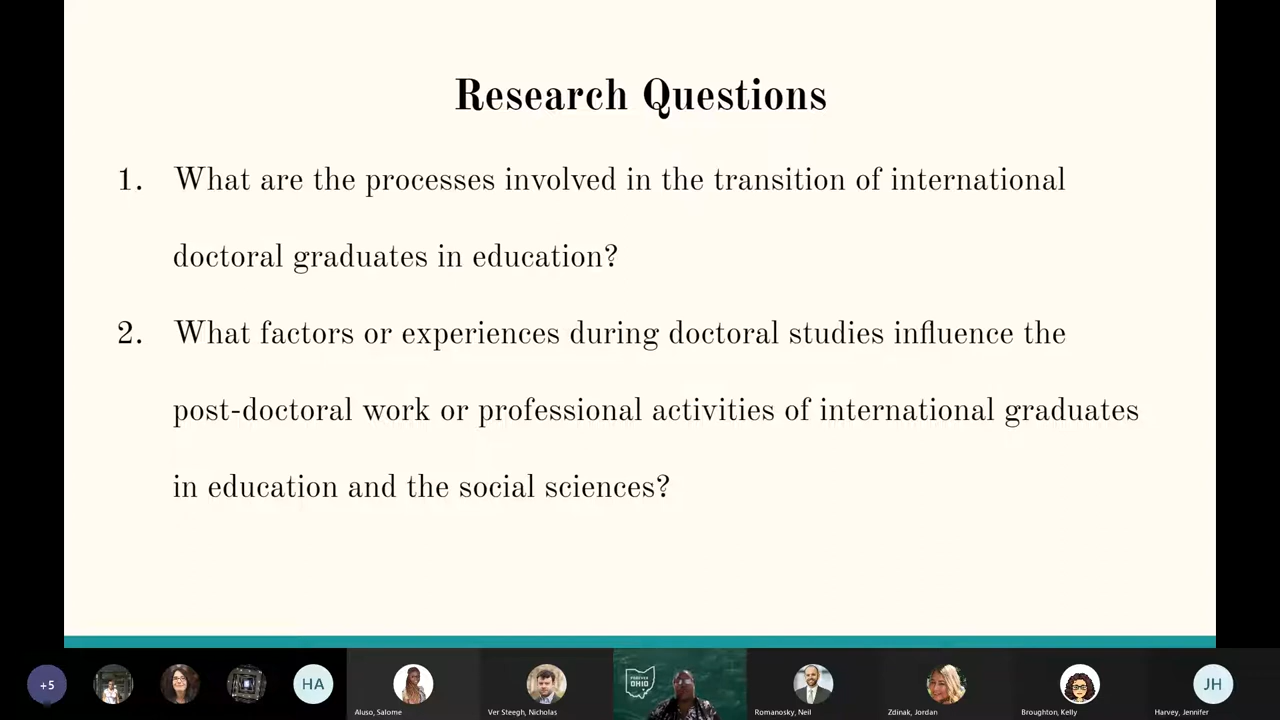 Research Questions
1. What are the processes involved in the transition of international
doctoral graduates in education?
2. What factors or experiences during doctoral studies influence the
post-doctoral work or professional activities of international graduates
in education and the social sciences?
+5
HA
FOREVER
OHIO
JH
Aluso, Salome
Ver Steegh, Nicholas
Romanosky, Neil
Zdinak, Jordan
Broughton, Kelly
Harvey, Jennifer